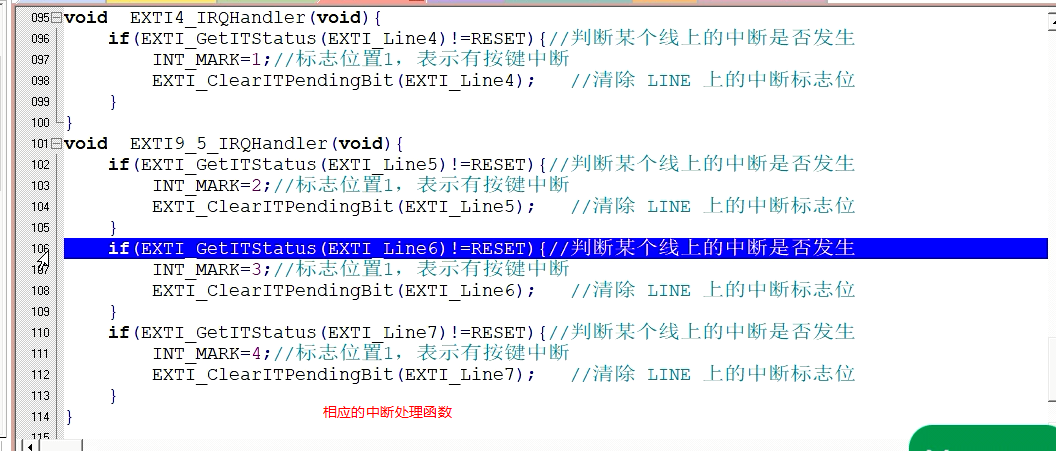 095 void  EXTI4_IRQHandler(void){
096     if(EXTI_GetITStatus(EXTI_Line4)!=RESET){//判断某个线上的中断是否发生
097         INT_MARK=1;//标志位置1，表示有按键中断
098         EXTI_ClearITPendingBit(EXTI_Line4);   //清除 LINE 上的中断标志位
099     }
100 }
101 void  EXTI9_5_IRQHandler(void){
102     if(EXTI_GetITStatus(EXTI_Line5)!=RESET){//判断某个线上的中断是否发生
103         INT_MARK=2;//标志位置1，表示有按键中断
104         EXTI_ClearITPendingBit(EXTI_Line5);   //清除 LINE 上的中断标志位
105     }
106     if(EXTI_GetITStatus(EXTI_Line6)!=RESET){//判断某个线上的中断是否发生
107         INT_MARK=3;//标志位置1，表示有按键中断
108         EXTI_ClearITPendingBit(EXTI_Line6);   //清除 LINE 上的中断标志位
109     }
110     if(EXTI_GetITStatus(EXTI_Line7)!=RESET){//判断某个线上的中断是否发生
111         INT_MARK=4;//标志位置1，表示有按键中断
112         EXTI_ClearITPendingBit(EXTI_Line7);   //清除 LINE 上的中断标志位
113     }
114 }
相应的中断处理函数
115